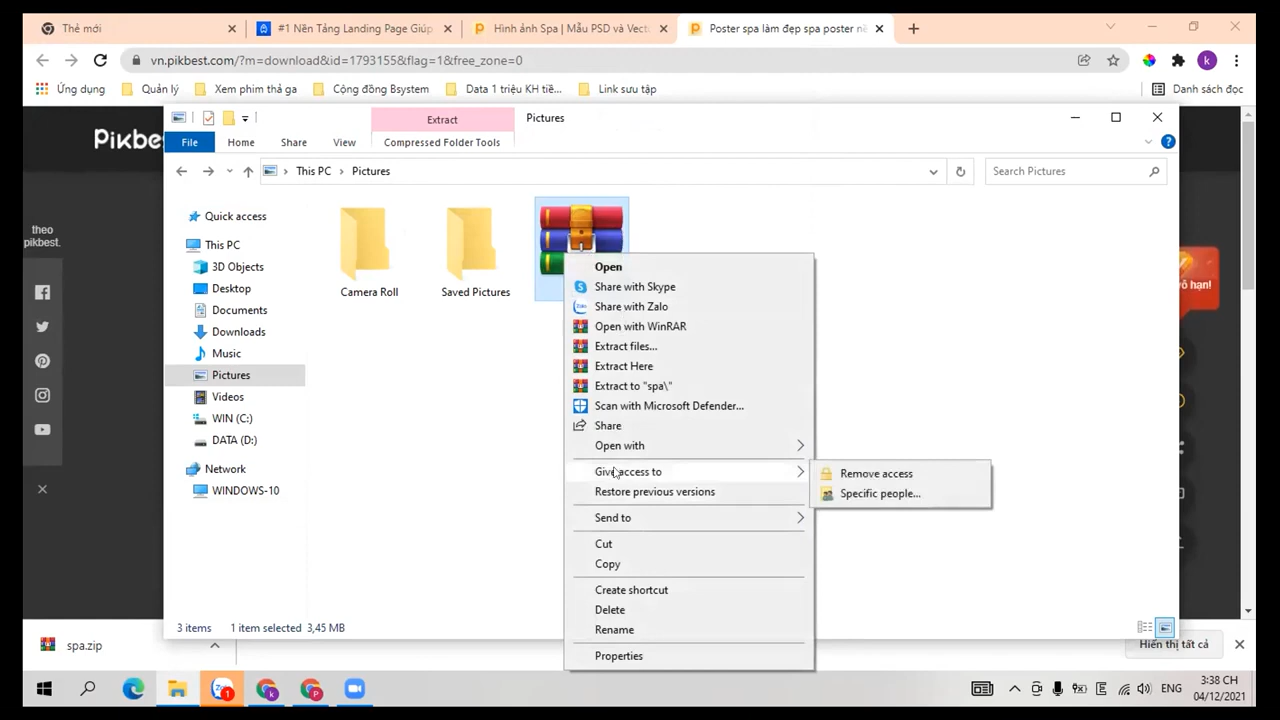 Thẻ mới
#1 Nền Tảng Landing Page Giúp
Hình ảnh Spa | Mẫu PSD và Vect
Poster spa làm đẹp spa poster nề
vn.pikbest.com/?m=download&id=1793155&flag=1&free_zone=0
k
Ứng dụng
Quản lý
Xem phim thả ga
Cộng đồng Bsystem
Data 1 triệu KH tiề...
Link sưu tập
Danh sách đọc
Pikbe
theo
pikbest.
võ hạn!
Extract
Pictures
File
Home
Share
View
Compressed Folder Tools
This PC
Pictures
Search Pictures
Quick access
This PC
3D Objects
Desktop
Documents
Downloads
Music
Pictures
Videos
WIN (C:)
DATA (D:)
Network
WINDOWS-10
Camera Roll
Saved Pictures
Open
Share with Skype
Share with Zalo
Open with WinRAR
Extract files...
Extract Here
Extract to "spa\"
Scan with Microsoft Defender...
Share
Open with
Give access to
Restore previous versions
Send to
Cut
Copy
Create shortcut
Delete
Rename
Properties
Remove access
Specific people...
3 items
1 item selected
3,45 MB
spa.zip
Hiển thị tất cả
1
k
P
ENG
3:38 CH
04/12/2021